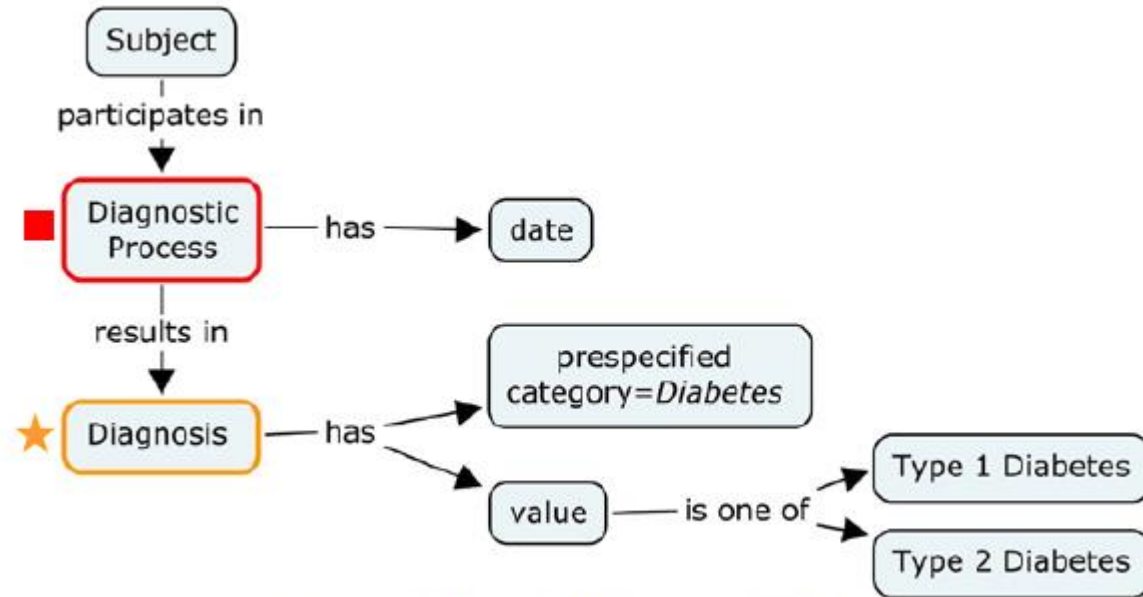 Subject
participates in
Diagnostic
Process
has
date
results in
prespecified
category=Diabetes
Diagnosis
has
value
is one of
Type 1 Diabetes
Type 2 Diabetes